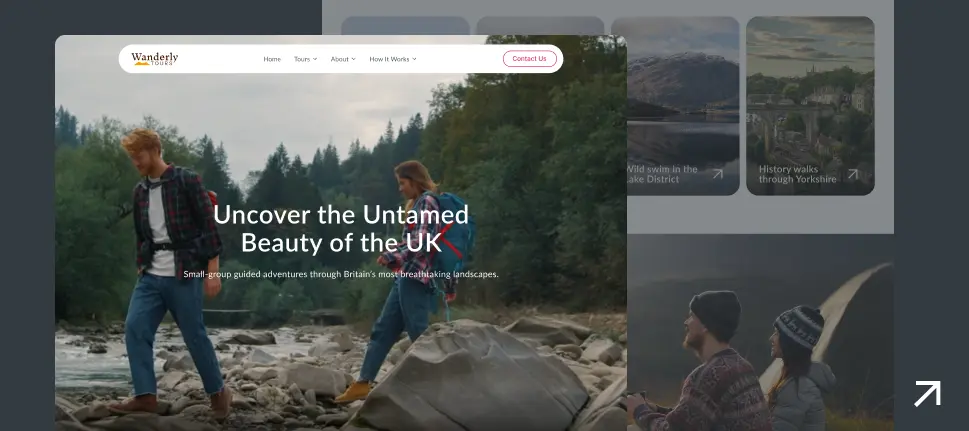 Wanderly
TOURS
Home Tours About How It Works
Contact Us
Uncover the Untamed
Beauty of the UK
Small-group guided adventures through Britain's most breathtaking landscapes.
Wild swim in the
Lake District
History walks
through Yorkshire